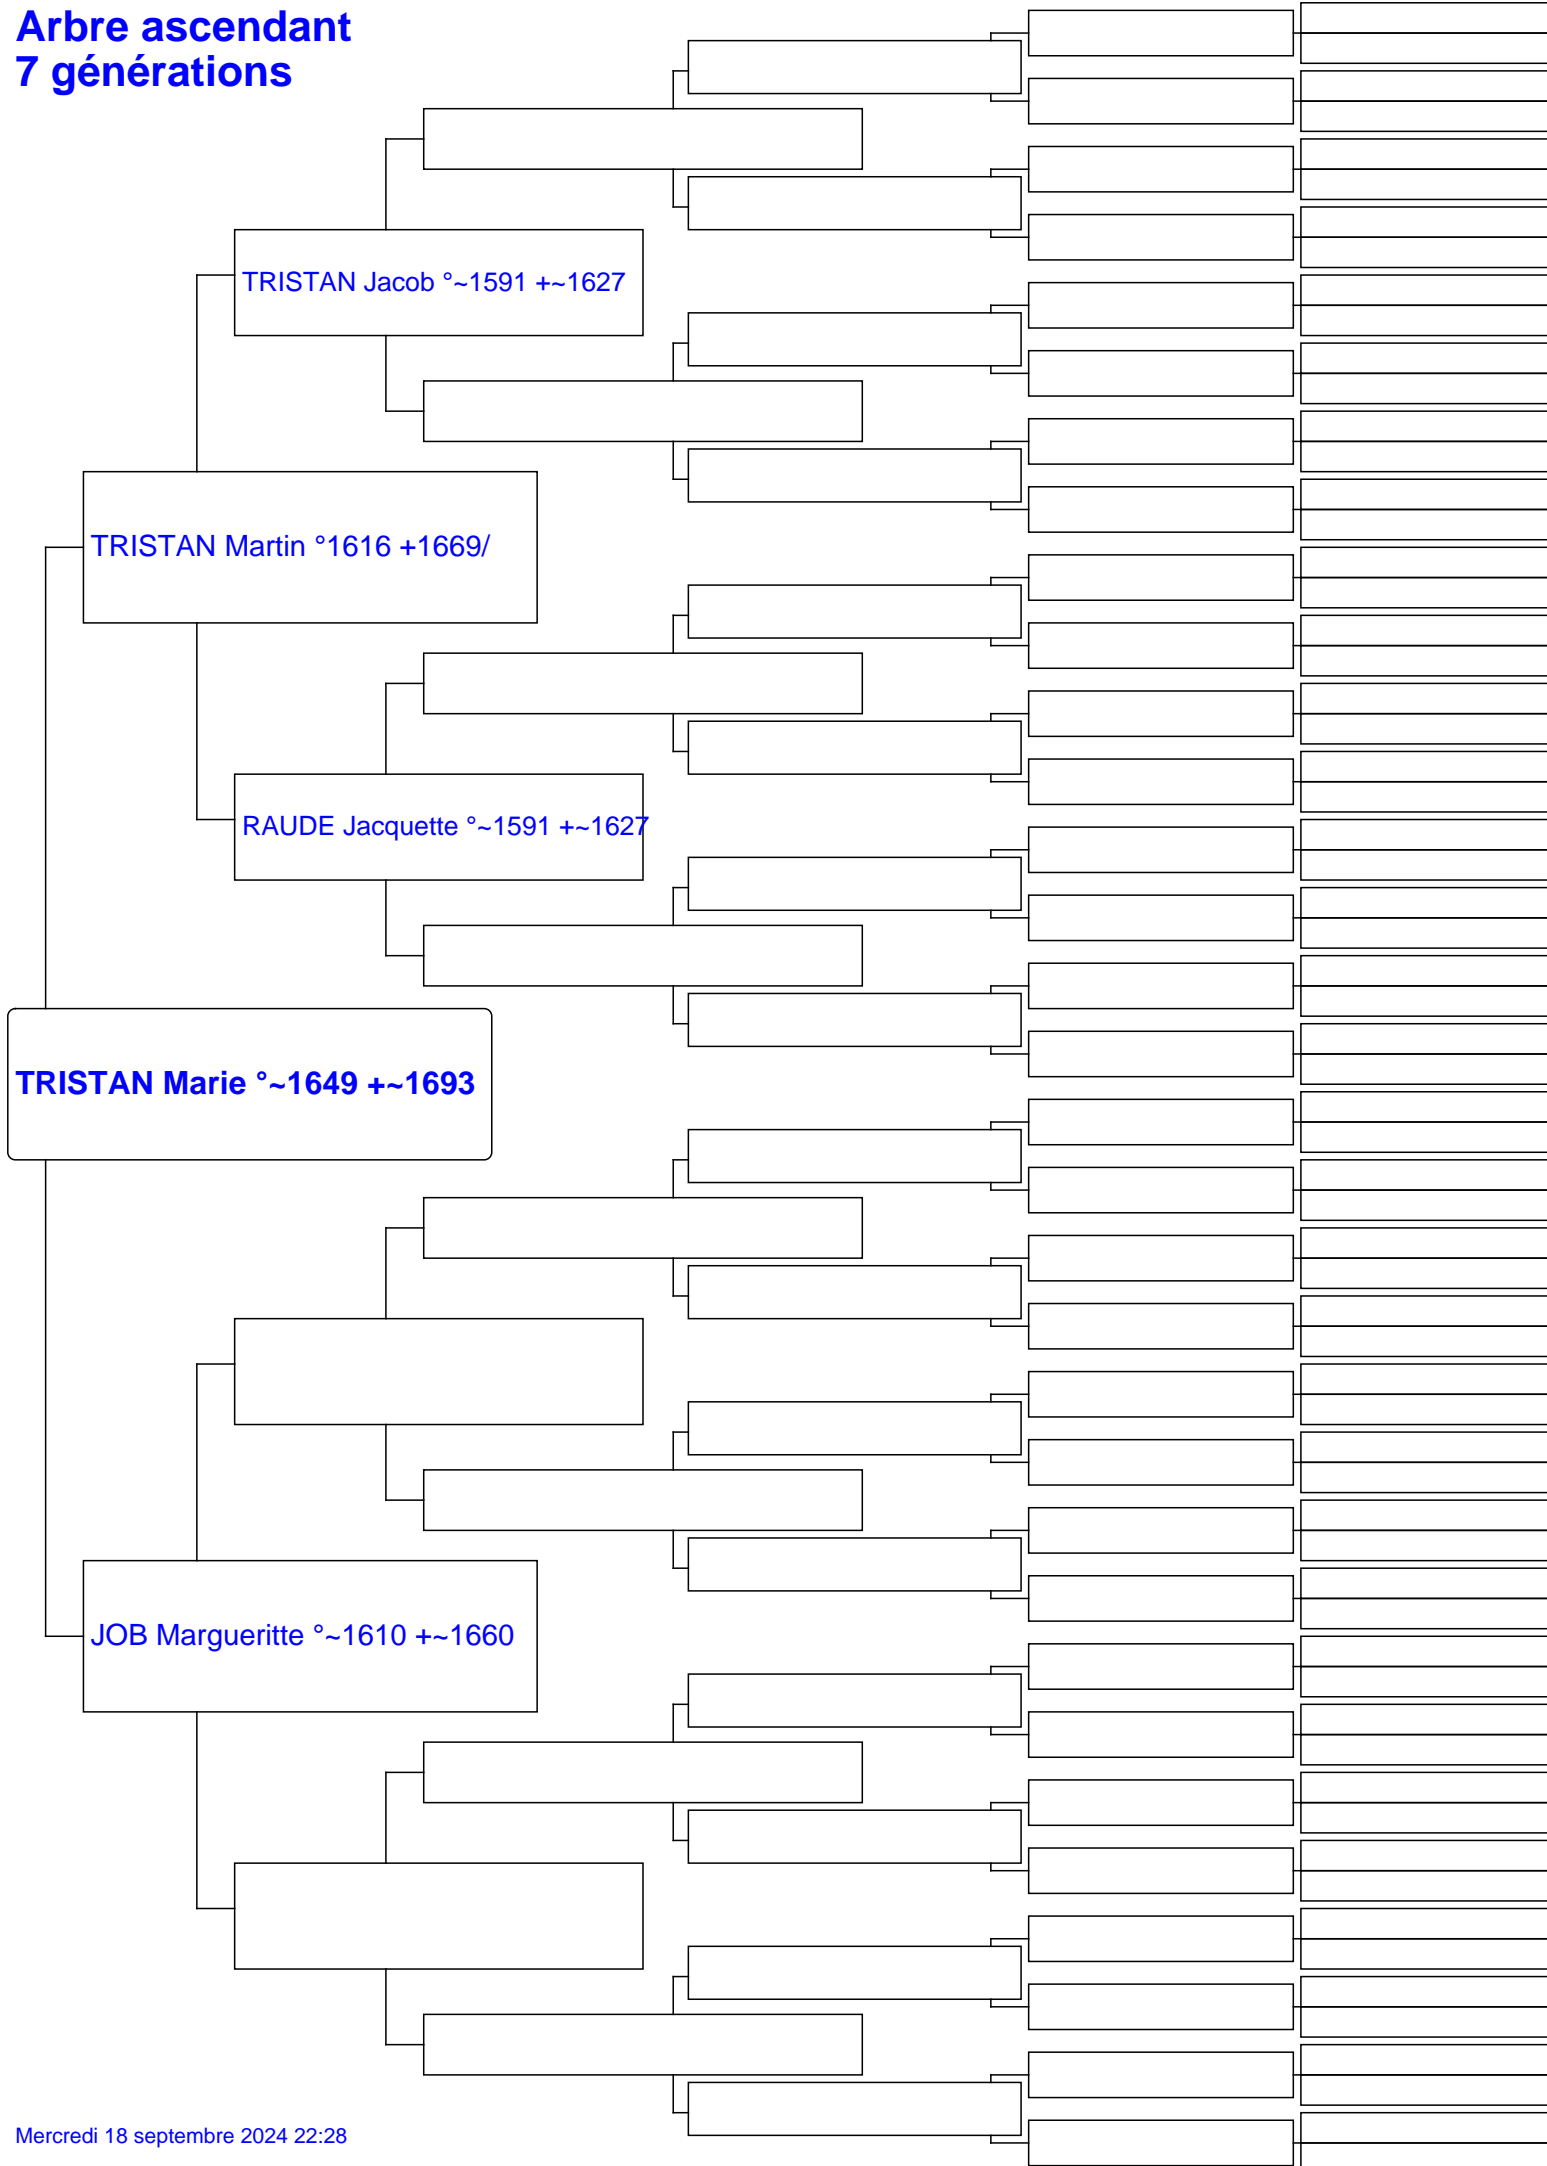 Arbre ascendant
7 générations
TRISTAN Jacob °~1591 +~1627
TRISTAN Martin °1616 +1669/
RAUDE Jacquette °~1591 +~1627
TRISTAN Marie °~1649 +~1693
JOB Margueritte °~1610 +~1660
Mercredi 18 septembre 2024 22:28